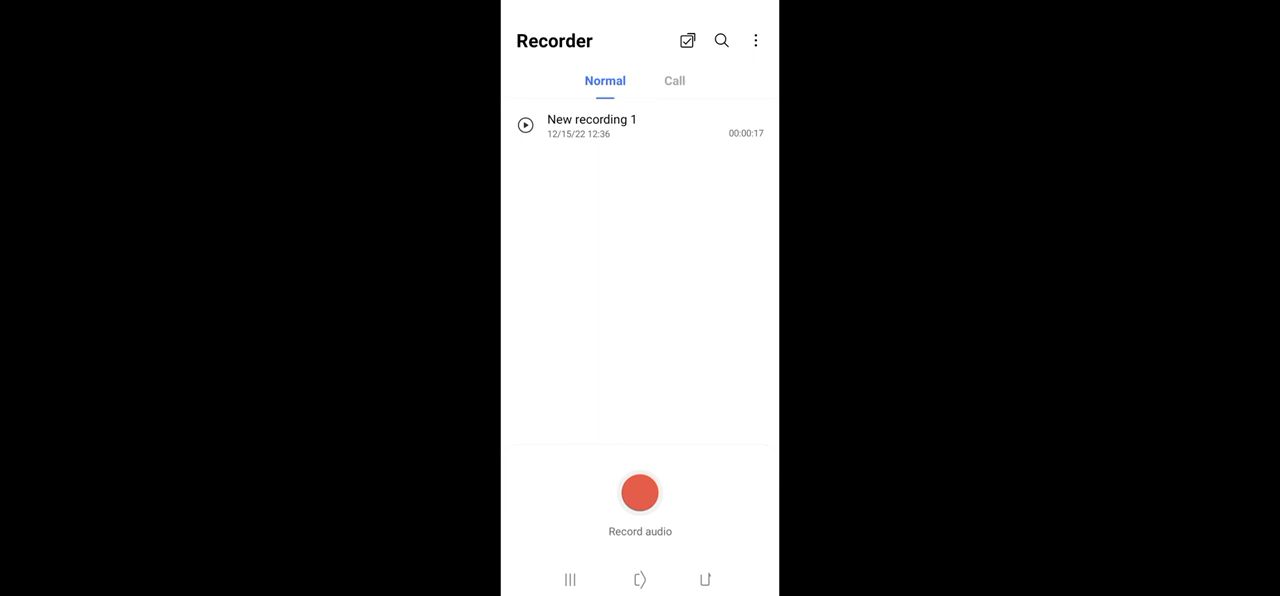 Recorder
Normal Call
New recording 1
12/15/22 12:36 00:00:17
Record audio